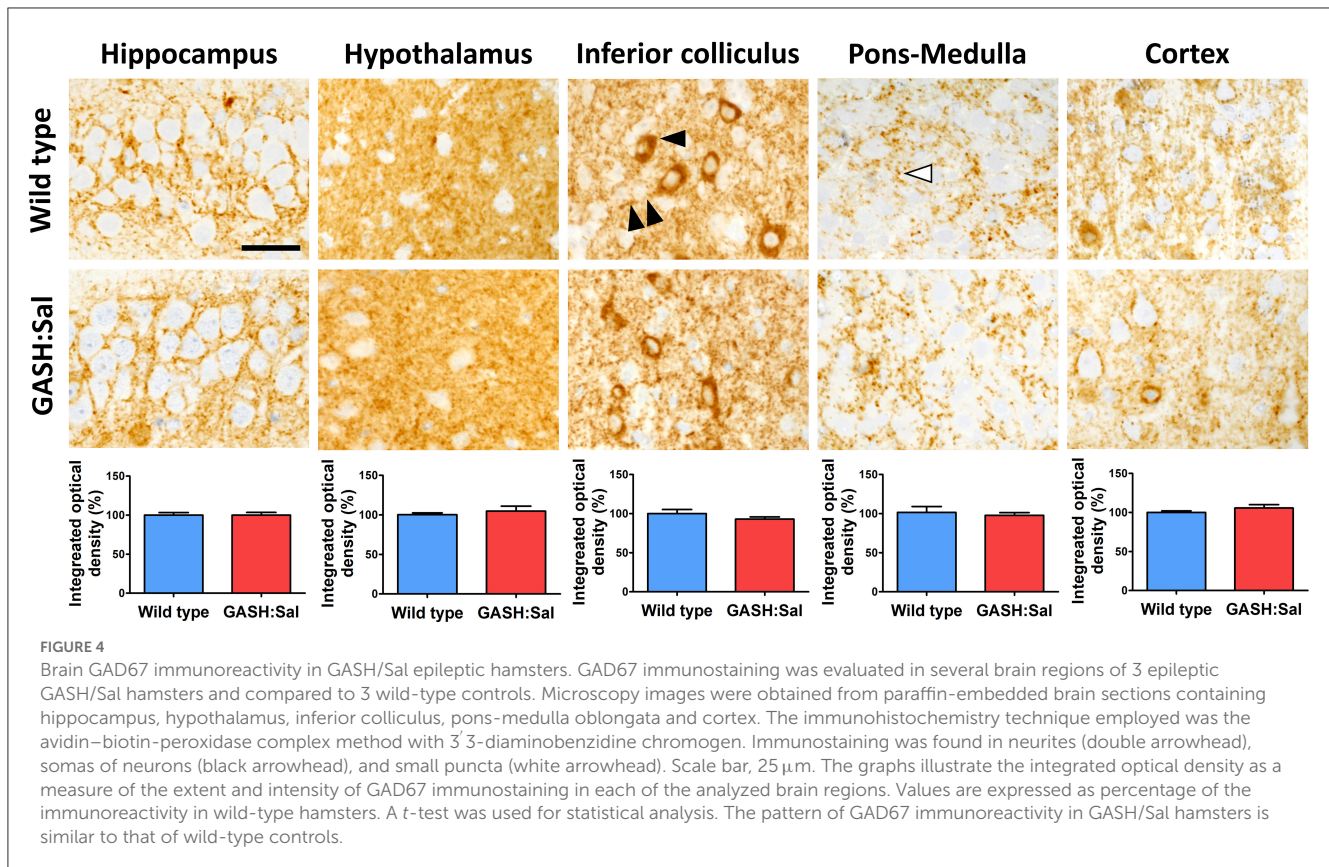 Hippocampus Hypothalamus Inferior colliculus Pons-Medulla Cortex
Wild type
GASH:Sal
Integreated optical density (%)
150
100
50
0
Wild type GASH:Sal
Integreated optical density (%)
150
100
50
0
Wild type GASH:Sal
Integreated optical density (%)
150
100
50
0
Wild type GASH:Sal
Integreated optical density (%)
150
100
50
0
Wild type GASH:Sal
Integreated optical density (%)
150
100
50
0
Wild type GASH:Sal
FIGURE 4
Brain GAD67 immunoreactivity in GASH/Sal epileptic hamsters. GAD67 immunostaining was evaluated in several brain regions of 3 epileptic
GASH/Sal hamsters and compared to 3 wild-type controls. Microscopy images were obtained from paraffin-embedded brain sections containing
hippocampus, hypothalamus, inferior colliculus, pons-medulla oblongata and cortex. The immunohistochemistry technique employed was the
avidin–biotin-peroxidase complex method with 3′3-diaminobenzidine chromogen. Immunostaining was found in neurites (double arrowhead),
somas of neurons (black arrowhead), and small puncta (white arrowhead). Scale bar, 25 μm. The graphs illustrate the integrated optical density as a
measure of the extent and intensity of GAD67 immunostaining in each of the analyzed brain regions. Values are expressed as percentage of the
immunoreactivity in wild-type hamsters. A t-test was used for statistical analysis. The pattern of GAD67 immunoreactivity in GASH/Sal hamsters is
similar to that of wild-type controls.